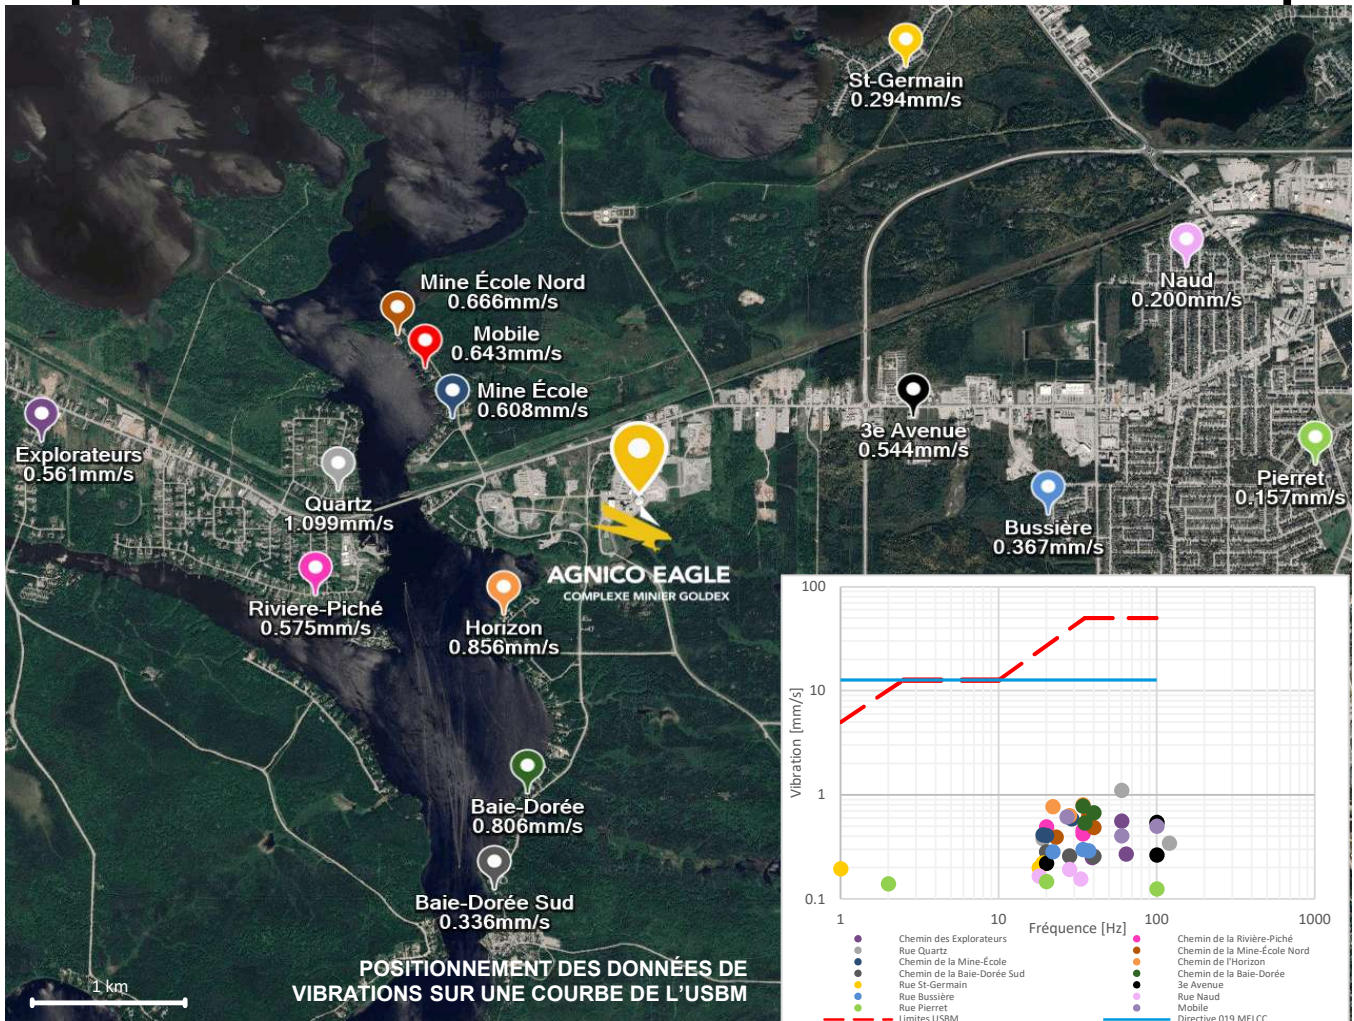 St-Germain
0.294mm/s
Naud
0.200mm/s
Mine École Nord
0.666mm/s
Mobile
0.643mm/s
Mine École
0.608mm/s
Explorateurs
0.561mm/s
3e Avenue
0.544mm/s
Pierret
0.157mm/s
Quartz
1.099mm/s
Bussière
0.367mm/s
AGNICO EAGLE
COMPLEXE MINIER GOLDEX
Riviere-Piché
0.575mm/s
Horizon
0.856mm/s
Baie-Dorée
0.806mm/s
Baie-Dorée Sud
0.336mm/s
POSITIONNEMENT DES DONNÉES DE
VIBRATIONS SUR UNE COURBE DE L'USBM
1 km
100
10
1
0.1
Vibration [mm/s]
1 10 100 1000
Fréquence [Hz]
Chemin des Explorateurs
Chemin de la Rivière-Piché
Rue Quartz
Chemin de la Mine-École Nord
Chemin de la Mine-École
Chemin de l'Horizon
Chemin de la Baie-Dorée Sud
Chemin de la Baie-Dorée
Rue St-Germain
3e Avenue
Rue Bussière
Rue Naud
Rue Pierret
Mobile
Limites USBM
Directive 019 MELCC